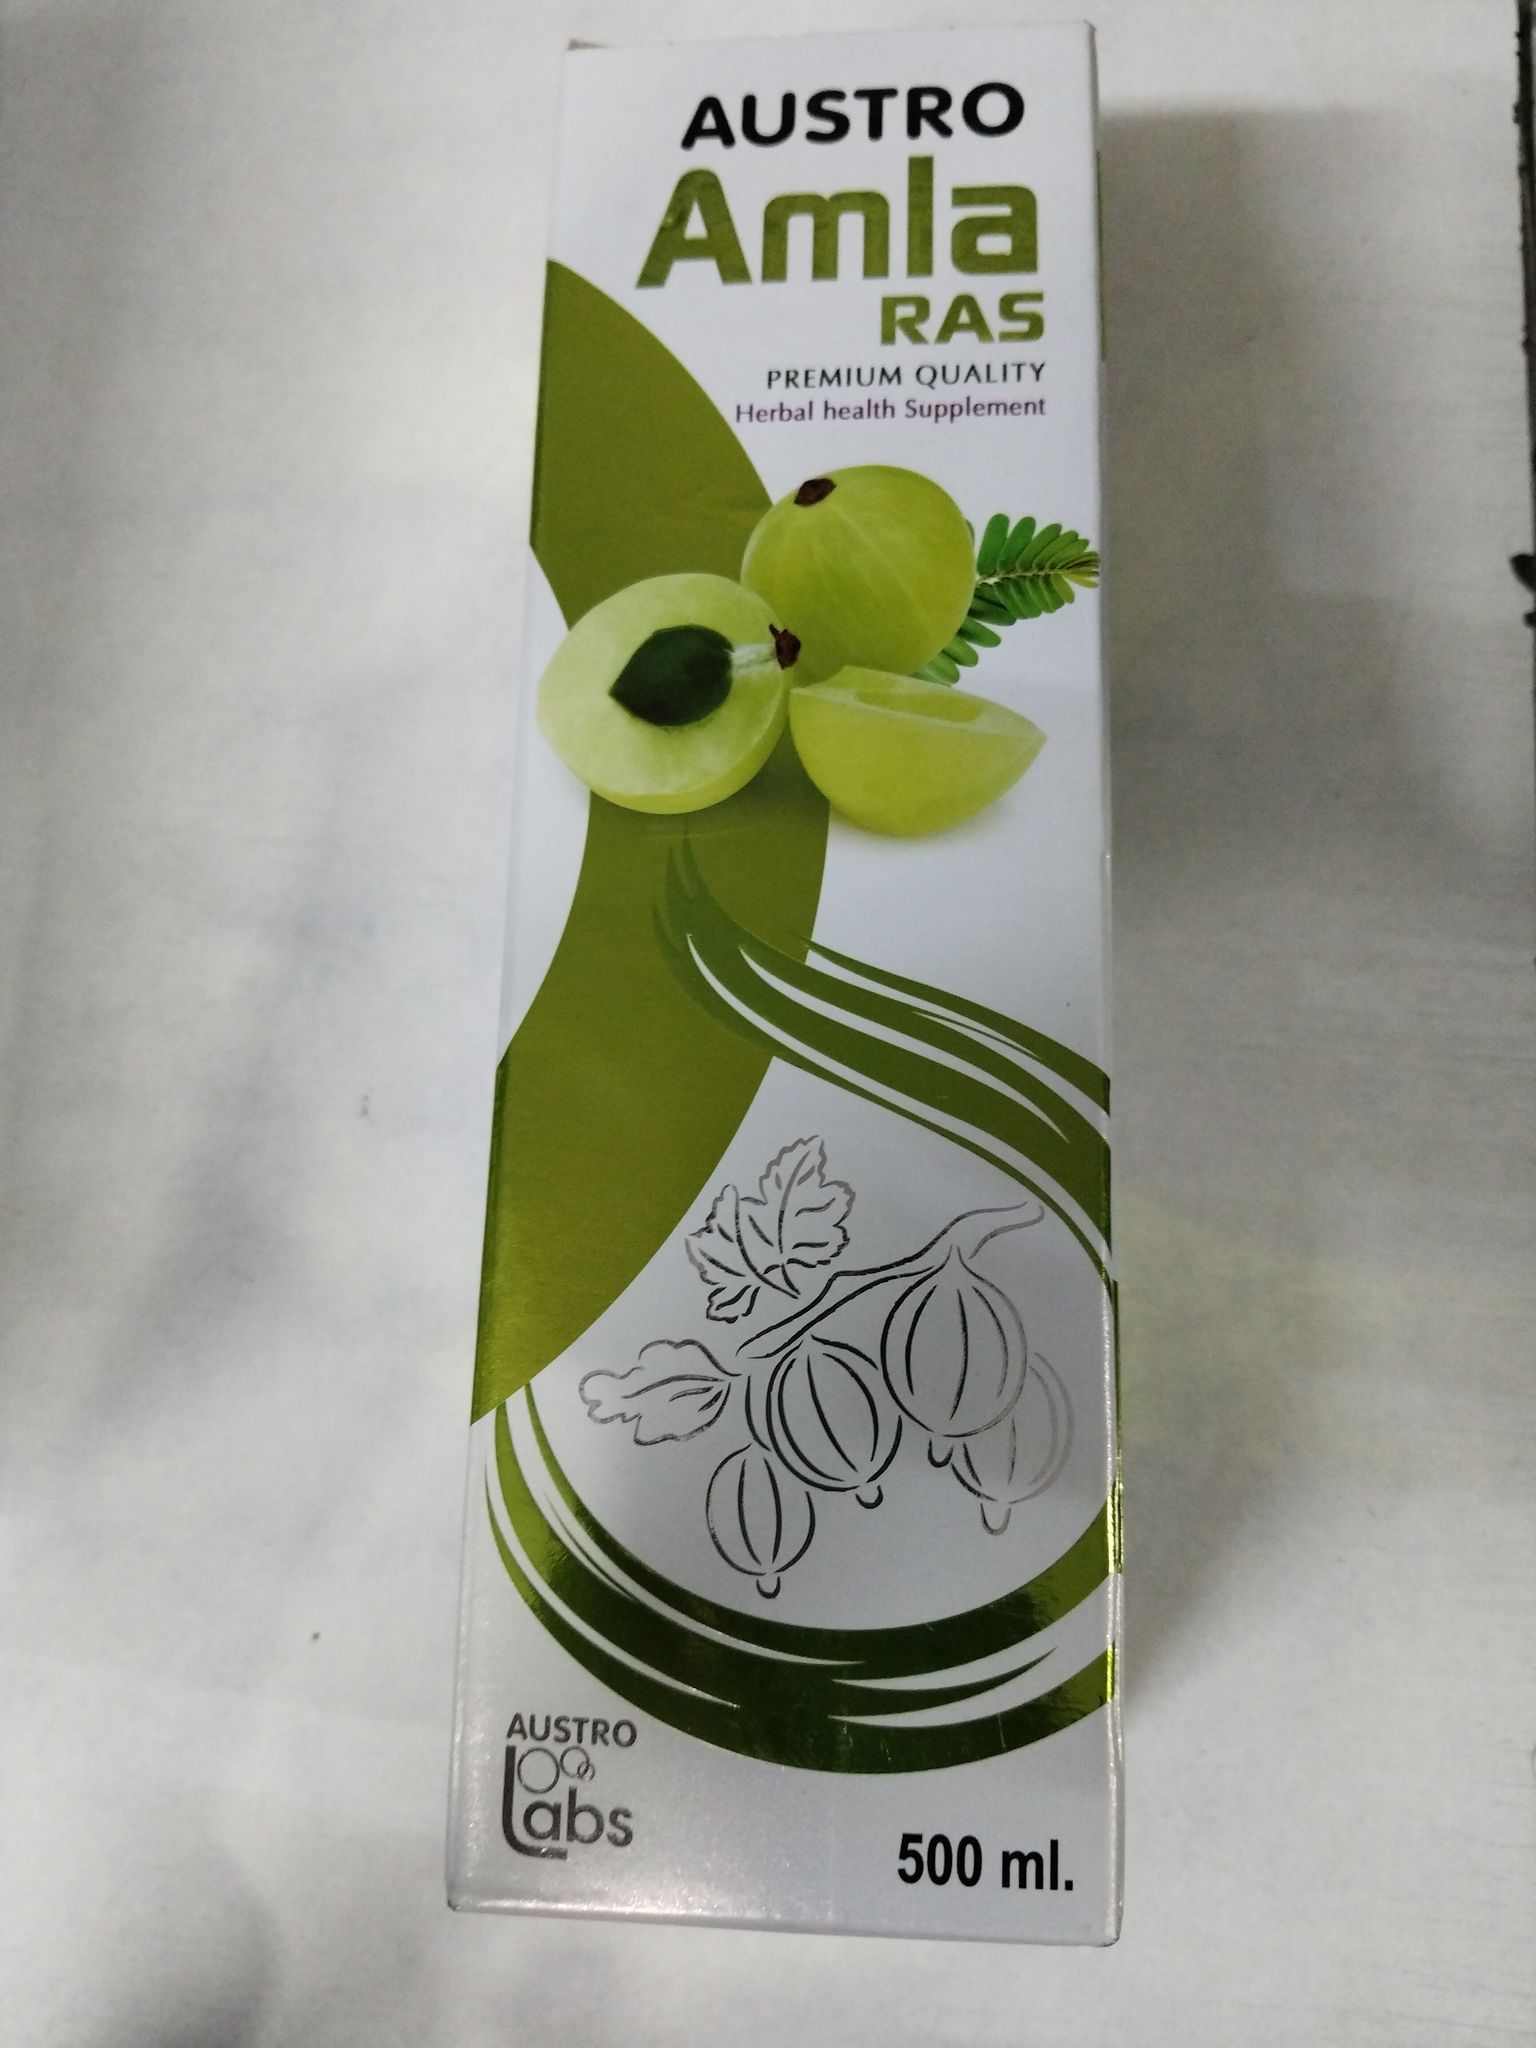 AUSTRO
Amla
RAS
PREMIUM QUALITY
Herbal health Supplement
AUSTRO
Labs
500 ml.